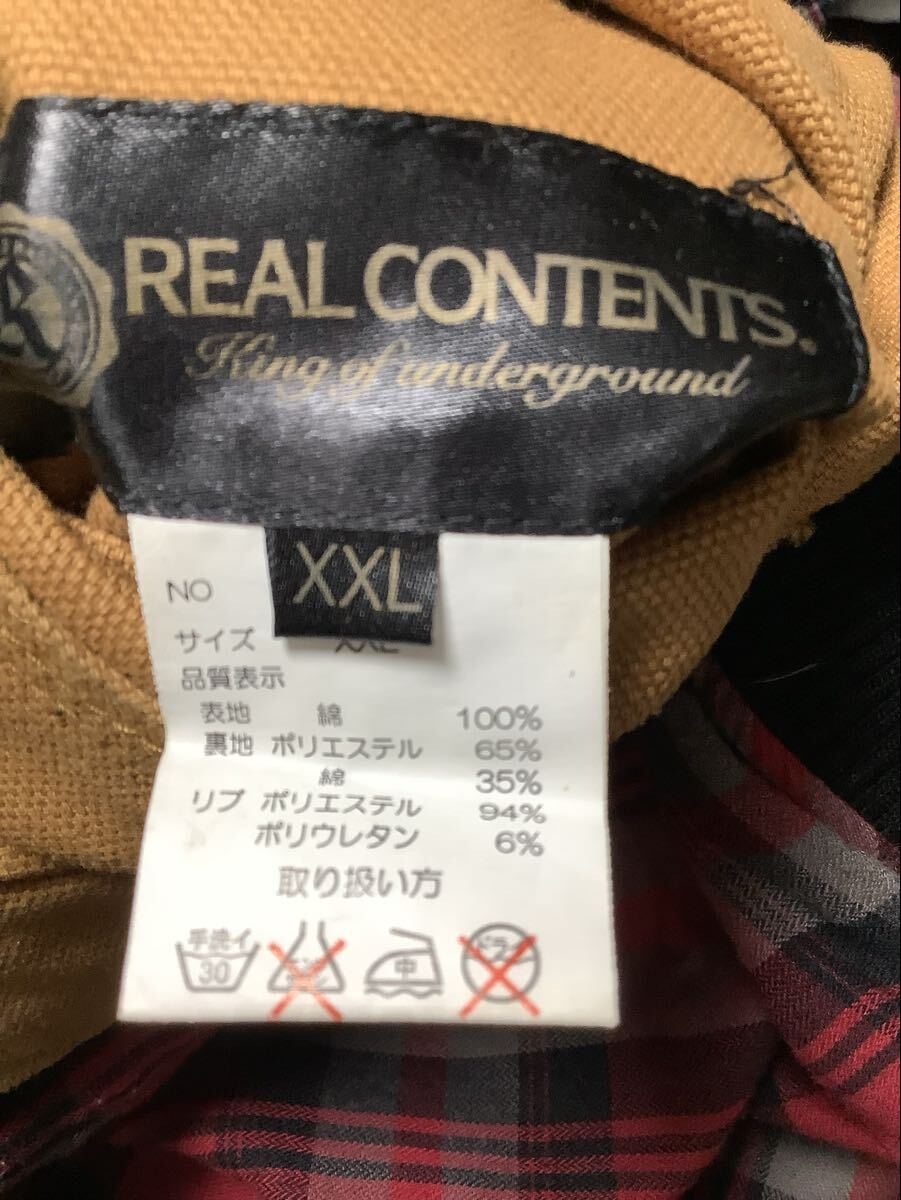 REAL CONTENTS.
King of underground
XXL
NO
サイズ XXL
品質表示
表地 綿 100%
裏地 ポリエステル 65%
綿 35%
リブ ポリエステル 94%
ポリウレタン 6%
取り扱い方
手洗イ 30 中